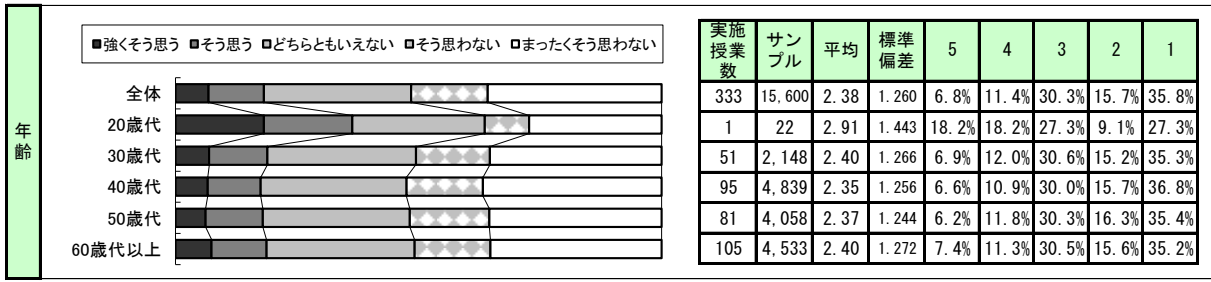 年齢
■強くそう思う ■そう思う ■どちらともいえない ■そう思わない □まったくそう思わない
全体
20歳代
30歳代
40歳代
50歳代
60歳代以上
実施授業数 サンプル 平均 標準偏差 5 4 3 2 1
333 15,600 2.38 1.260 6.8% 11.4% 30.3% 15.7% 35.8%
1 22 2.91 1.443 18.2% 18.2% 27.3% 9.1% 27.3%
51 2,148 2.40 1.266 6.9% 12.0% 30.6% 15.2% 35.3%
95 4,839 2.35 1.256 6.6% 10.9% 30.0% 15.7% 36.8%
81 4,058 2.37 1.244 6.2% 11.8% 30.3% 16.3% 35.4%
105 4,533 2.40 1.272 7.4% 11.3% 30.5% 15.6% 35.2%